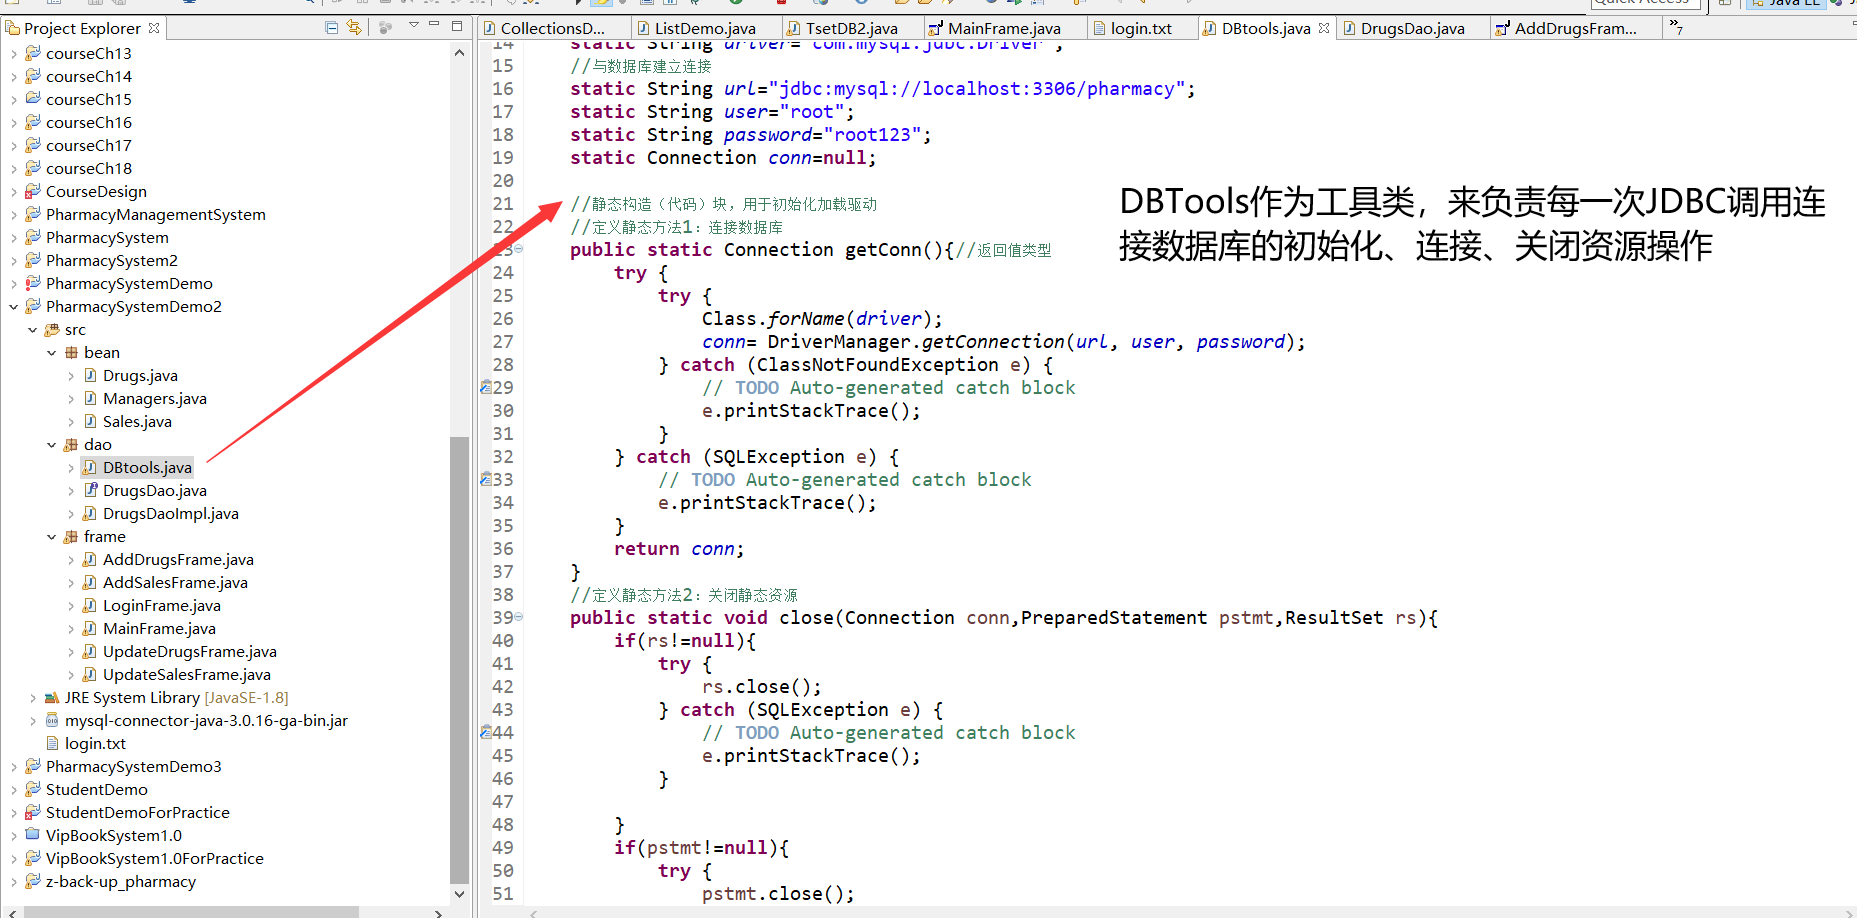 Quick Access
Java EE
Project Explorer
courseCh13
courseCh14
courseCh15
courseCh16
courseCh17
courseCh18
CourseDesign
PharmacyManagementSystem
PharmacySystem
PharmacySystem2
PharmacySystemDemo
PharmacySystemDemo2
src
bean
Drugs.java
Managers.java
Sales.java
dao
DBtools.java
DrugsDao.java
DrugsDaoImpl.java
frame
AddDrugsFrame.java
AddSalesFrame.java
LoginFrame.java
MainFrame.java
UpdateDrugsFrame.java
UpdateSalesFrame.java
JRE System Library [JavaSE-1.8]
mysql-connector-java-3.0.16-ga-bin.jar
login.txt
PharmacySystemDemo3
StudentDemo
StudentDemoForPractice
VipBookSystem1.0
VipBookSystem1.0ForPractice
z-back-up_pharmacy
CollectionsD... ListDemo.java TsetDB2.java MainFrame.java login.txt DBtools.java DrugsDao.java AddDrugsFram... »7
14 static String driver="com.mysql.jdbc.Driver";
15 //与数据库建立连接
16 static String url="jdbc:mysql://localhost:3306/pharmacy";
17 static String user="root";
18 static String password="root123";
19 static Connection conn=null;
20
21 //静态构造（代码）块，用于初始化加载驱动
22 //定义静态方法1：连接数据库
23 public static Connection getConn(){//返回值类型
24 try {
25 try {
26 Class.forName(driver);
27 conn= DriverManager.getConnection(url, user, password);
28 } catch (ClassNotFoundException e) {
29 // TODO Auto-generated catch block
30 e.printStackTrace();
31 }
32 } catch (SQLException e) {
33 // TODO Auto-generated catch block
34 e.printStackTrace();
35 }
36 return conn;
37 }
38 //定义静态方法2：关闭静态资源
39 public static void close(Connection conn,PreparedStatement pstmt,ResultSet rs){
40 if(rs!=null){
41 try {
42 rs.close();
43 } catch (SQLException e) {
44 // TODO Auto-generated catch block
45 e.printStackTrace();
46 }
47
48 }
49 if(pstmt!=null){
50 try {
51 pstmt.close();
DBTools作为工具类，来负责每一次JDBC调用连
接数据库的初始化、连接、关闭资源操作